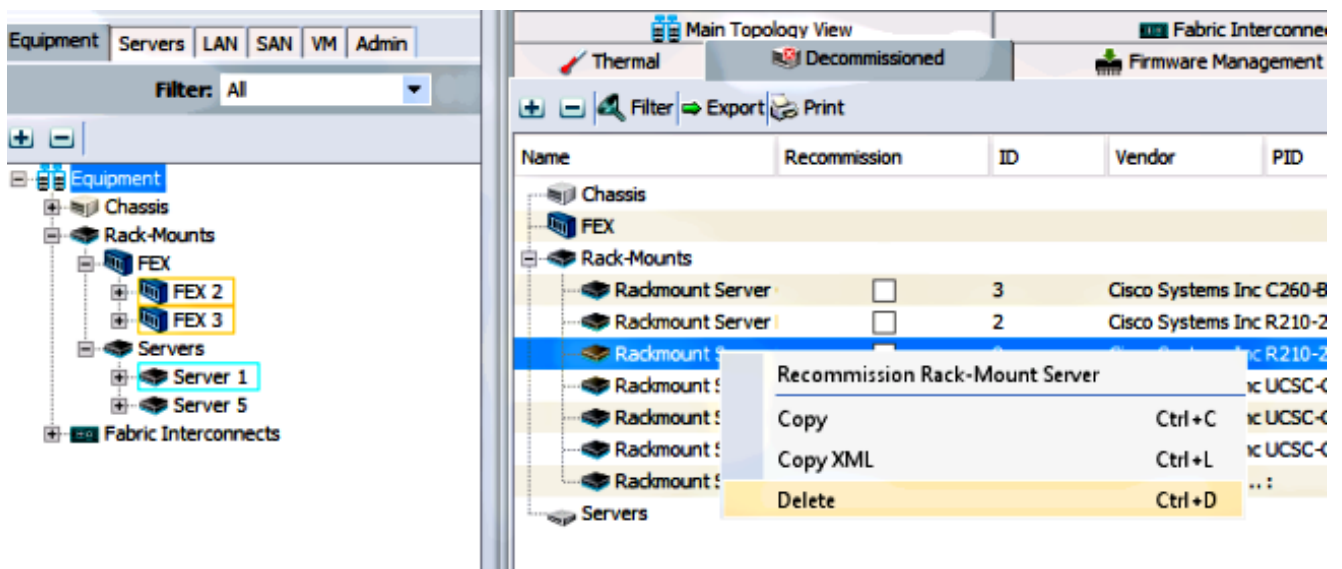 Equipment Servers LAN SAN VM Admin
Filter: All
Equipment
Chassis
Rack-Mounts
FEX
FEX 2
FEX 3
Servers
Server 1
Server 5
Fabric Interconnects
Main Topology View
Thermal Decommissioned Firmware Management
Filter Export Print
Name Recommission ID Vendor PID
Chassis
FEX
Rack-Mounts
Rackmount Server 3 Cisco Systems Inc C260-B
Rackmount Server 2 Cisco Systems Inc R210-2
Rackmount S R210-2
Rackmount S nc UCSC-C
Rackmount S nc UCSC-C
Rackmount S nc UCSC-C
Rackmount S ..:
Servers
Recommission Rack-Mount Server
Copy Ctrl+C
Copy XML Ctrl+L
Delete Ctrl+D